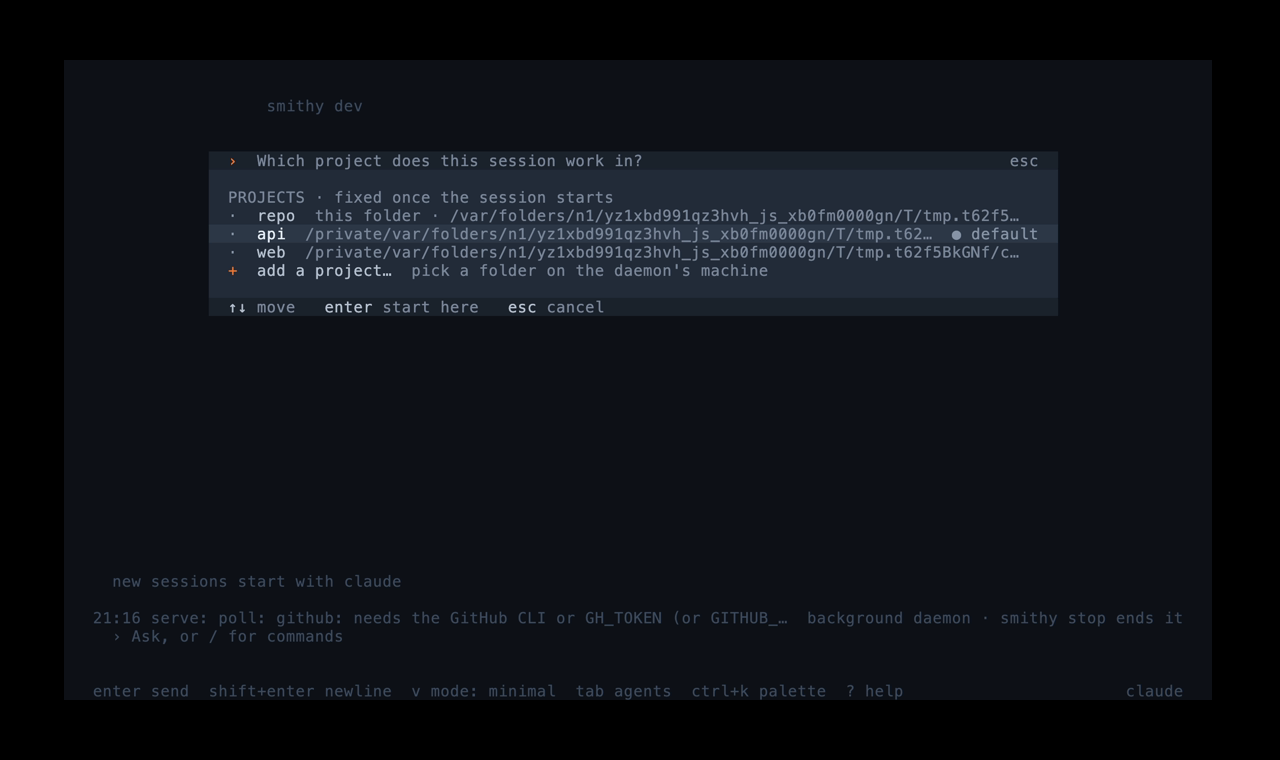 smithy dev
› Which project does this session work in? esc
PROJECTS · fixed once the session starts
· repo this folder · /var/folders/n1/yz1xbd991qz3hvh_js_xb0fm0000gn/T/tmp.t62f5…
· api /private/var/folders/n1/yz1xbd991qz3hvh_js_xb0fm0000gn/T/tmp.t62… ● default
· web /private/var/folders/n1/yz1xbd991qz3hvh_js_xb0fm0000gn/T/tmp.t62f5BkGNf/c…
+ add a project… pick a folder on the daemon's machine
↑↓ move enter start here esc cancel
new sessions start with claude
21:16 serve: poll: github: needs the GitHub CLI or GH_TOKEN (or GITHUB_… background daemon · smithy stop ends it
› Ask, or / for commands
enter send shift+enter newline v mode: minimal tab agents ctrl+k palette ? help claude